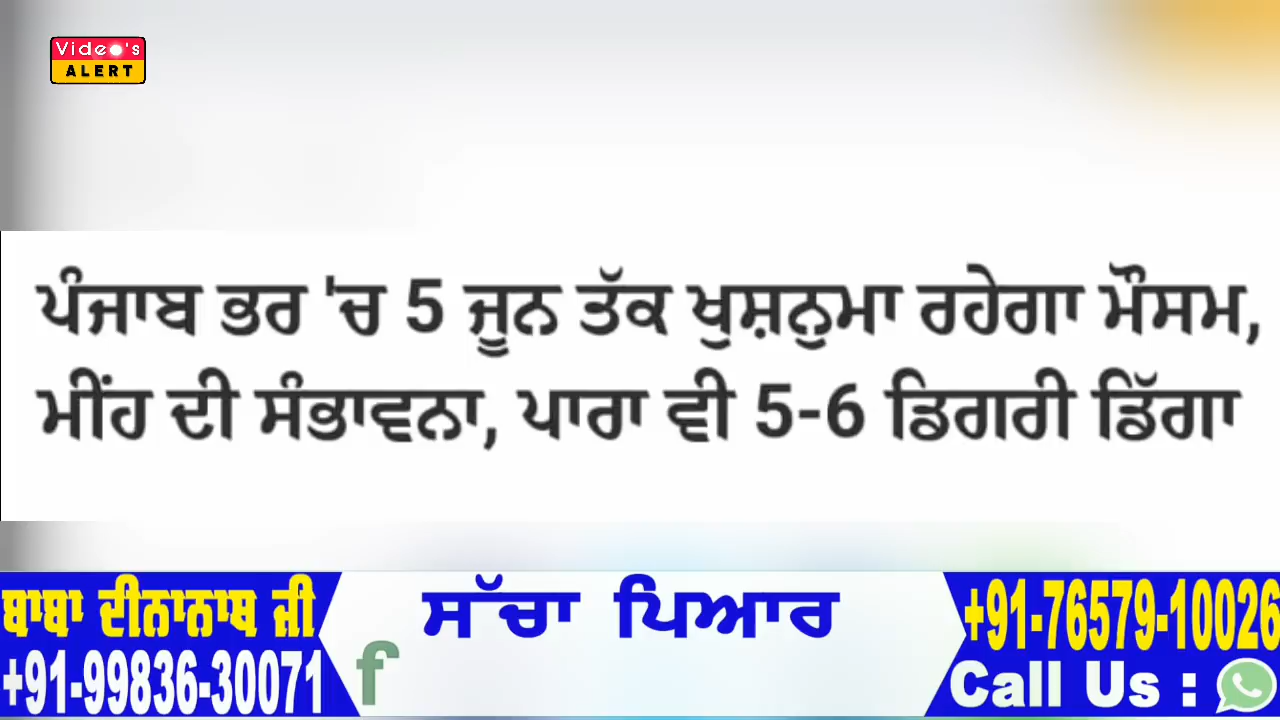 Video's
ALERT
ਪੰਜਾਬ ਭਰ 'ਚ 5 ਜੂਨ ਤੱਕ ਖੁਸ਼ਨੁਮਾ ਰਹੇਗਾ ਮੌਸਮ,
ਮੀਂਹ ਦੀ ਸੰਭਾਵਨਾ, ਪਾਰਾ ਵੀ 5-6 ਡਿਗਰੀ ਡਿੱਗਾ
ਬਾਬਾ ਦੀਨਾਨਾਥ ਜੀ
+91-99836-30071
ਸੱਚਾ ਪਿਆਰ
f
+91-76579-10026
Call Us :